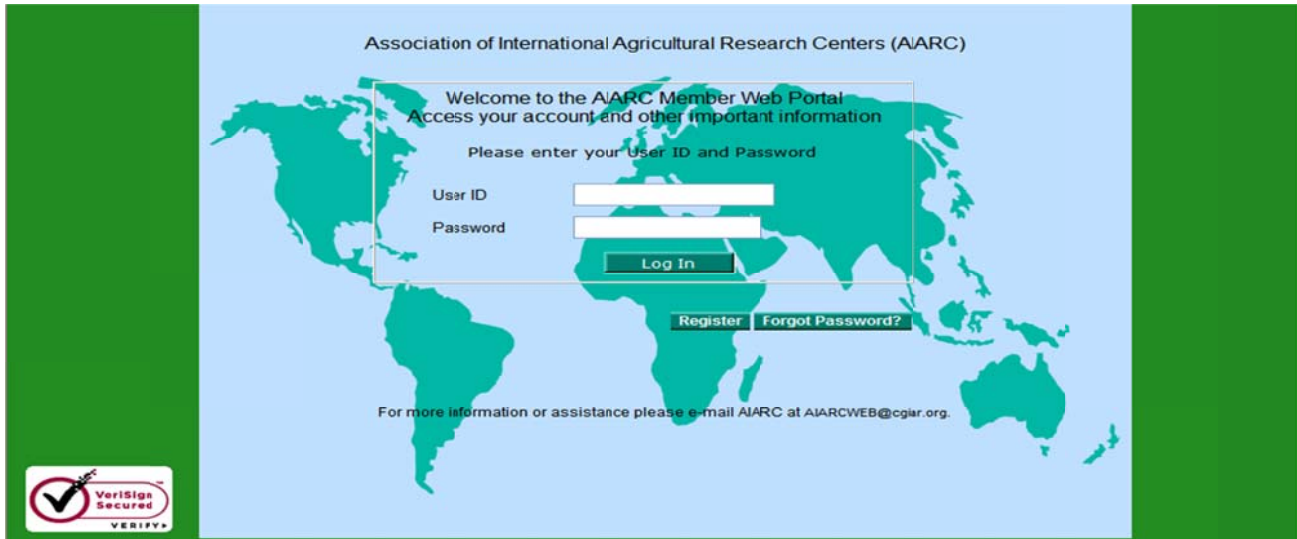 Association of International Agricultural Research Centers (AIARC)
Welcome to the AIARC Member Web Portal
Access your account and other important information
Please enter your User ID and Password
User ID
Password
Log In
Register Forgot Password?
For more information or assistance please e-mail AIARC at AIARCWEB@cgiar.org.
VeriSign
Secured
VERIFY